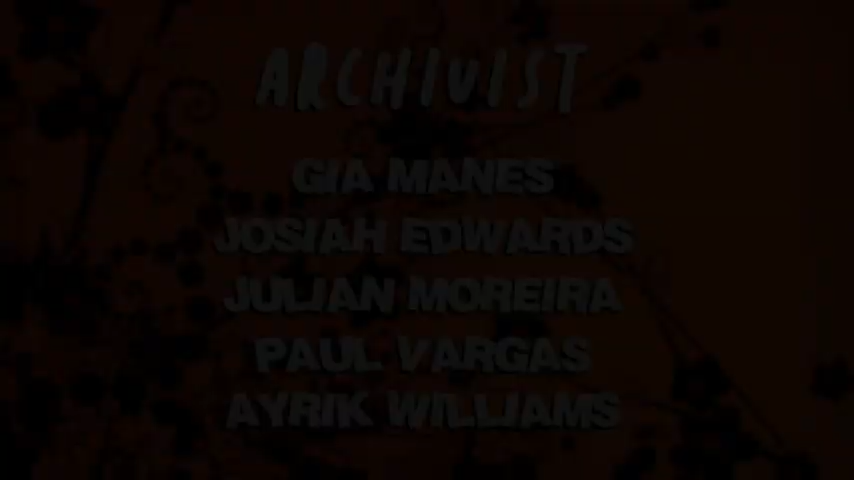 ARCHIVIST
GIA MANES
JOSIAH EDWARDS
JULIAN MOREIRA
PAUL VARGAS
AYRIK WILLIAMS